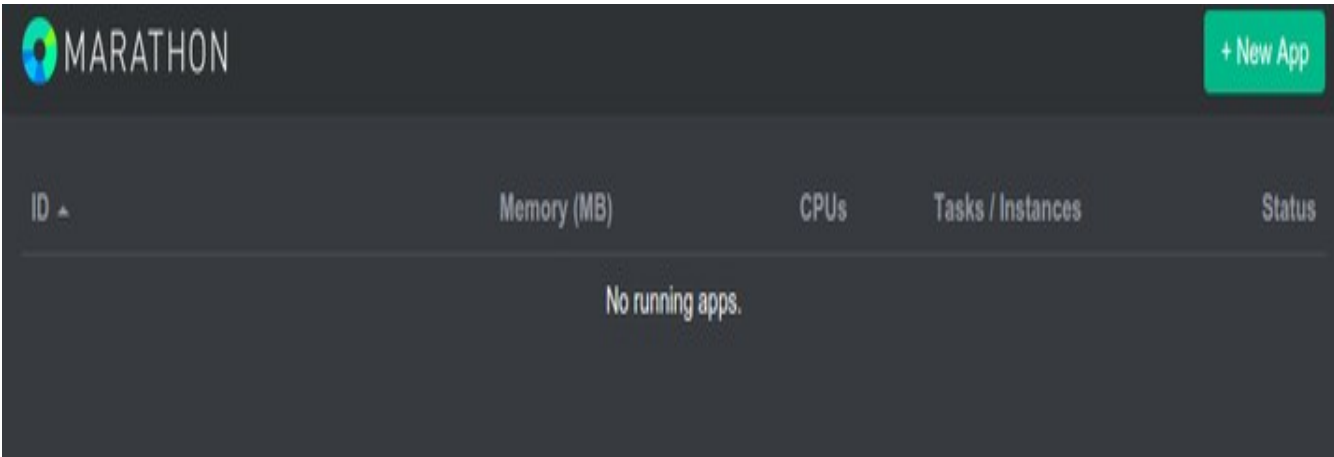 MARATHON
+ New App
ID Memory (MB) CPUs Tasks / Instances Status
No running apps.